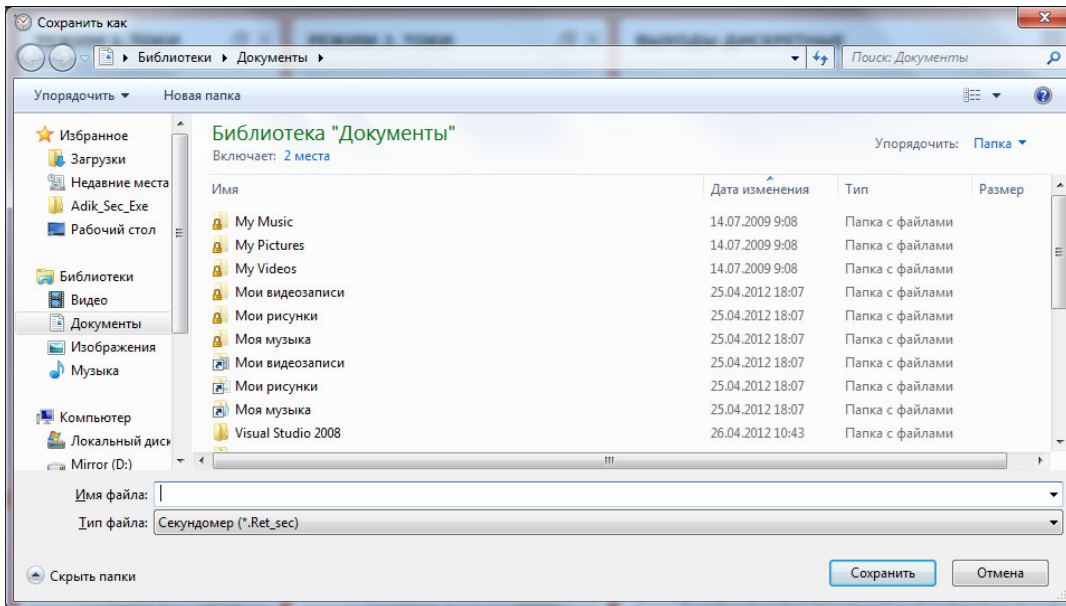 Сохранить как
Библиотеки ▸ Документы ▸
Поиск: Документы
Упорядочить
Новая папка
Избранное
Загрузки
Недавние места
Adik_Sec_Exe
Рабочий стол
Библиотеки
Видео
Документы
Изображения
Музыка
Компьютер
Локальный диск
Mirror (D:)
Библиотека "Документы"
Включает: 2 места
Упорядочить: Папка
Имя Дата изменения Тип Размер
My Music 14.07.2009 9:08 Папка с файлами
My Pictures 14.07.2009 9:08 Папка с файлами
My Videos 14.07.2009 9:08 Папка с файлами
Мои видеозаписи 25.04.2012 18:07 Папка с файлами
Мои рисунки 25.04.2012 18:07 Папка с файлами
Моя музыка 25.04.2012 18:07 Папка с файлами
Мои видеозаписи 25.04.2012 18:07 Папка с файлами
Мои рисунки 25.04.2012 18:07 Папка с файлами
Моя музыка 25.04.2012 18:07 Папка с файлами
Visual Studio 2008 26.04.2012 10:43 Папка с файлами
Имя файла:
Тип файла: Секундомер (*.Ret_sec)
Скрыть папки
Сохранить
Отмена